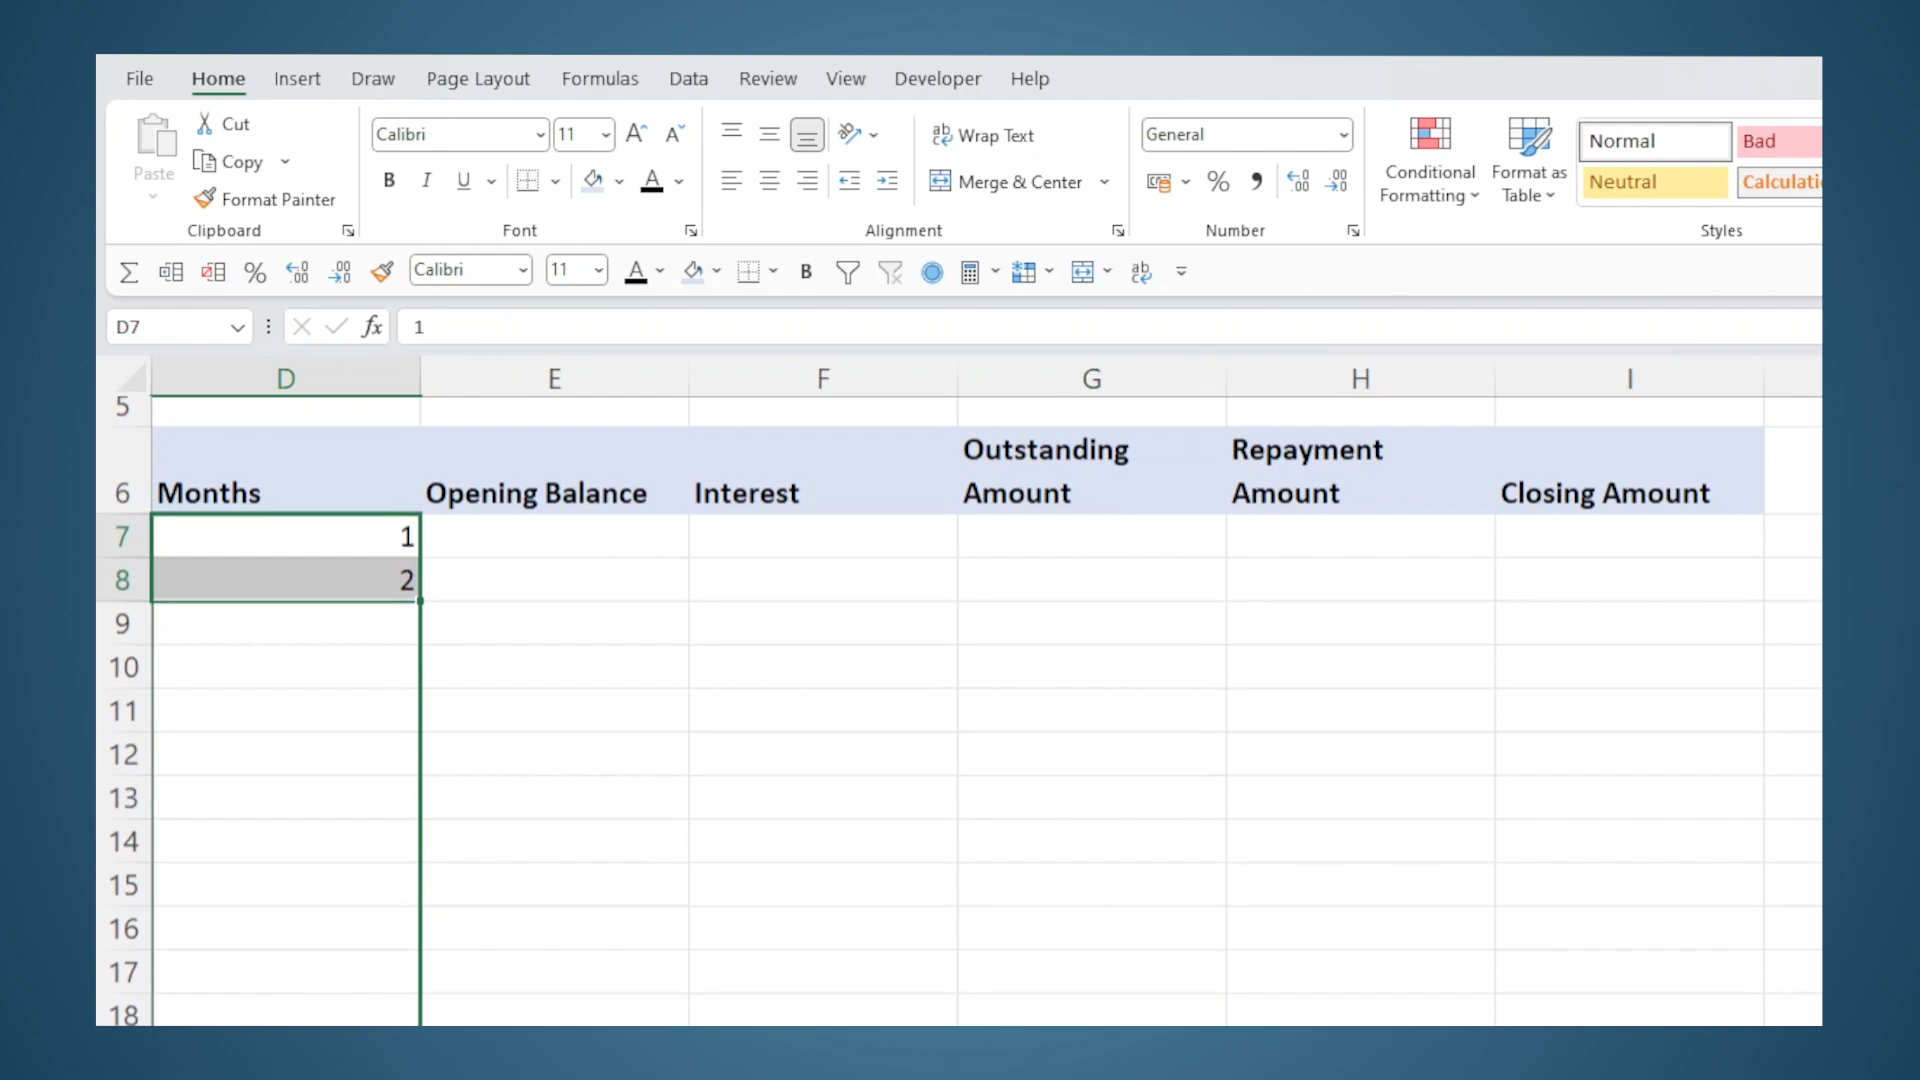 File Home Insert Draw Page Layout Formulas Data Review View Developer Help
Paste
Cut
Copy
Format Painter
Clipboard
Calibri 11
B I U
Font
Wrap Text
Merge & Center
Alignment
General
Number
Conditional Formatting
Format as Table
Normal Bad
Neutral Calculati
Styles
Calibri 11 B
D7 fx 1
D E F G H I
5
6 Months Opening Balance Interest Outstanding Amount Repayment Amount Closing Amount
7 1
8 2
9
10
11
12
13
14
15
16
17
18